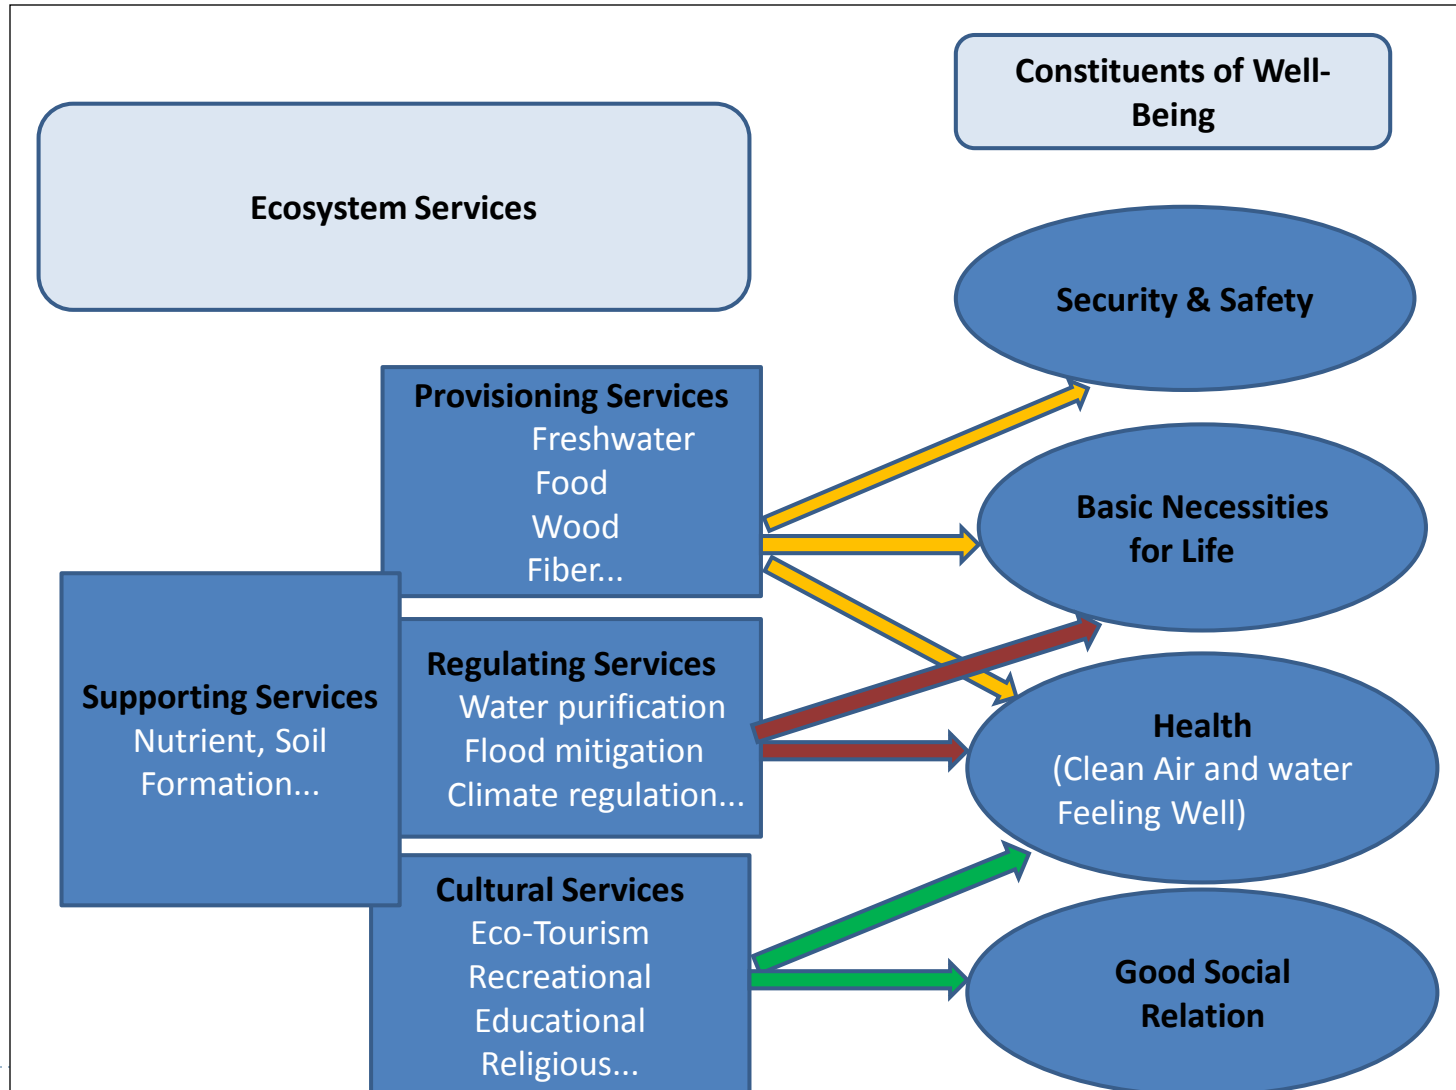 Constituents of Well-
Being
Ecosystem Services
Security & Safety
Provisioning Services
Freshwater
Food
Wood
Fiber...
Basic Necessities
for Life
Supporting Services
Nutrient, Soil
Formation...
Regulating Services
Water purification
Flood mitigation
Climate regulation...
Health
(Clean Air and water
Feeling Well)
Cultural Services
Eco-Tourism
Recreational
Educational
Religious...
Good Social
Relation